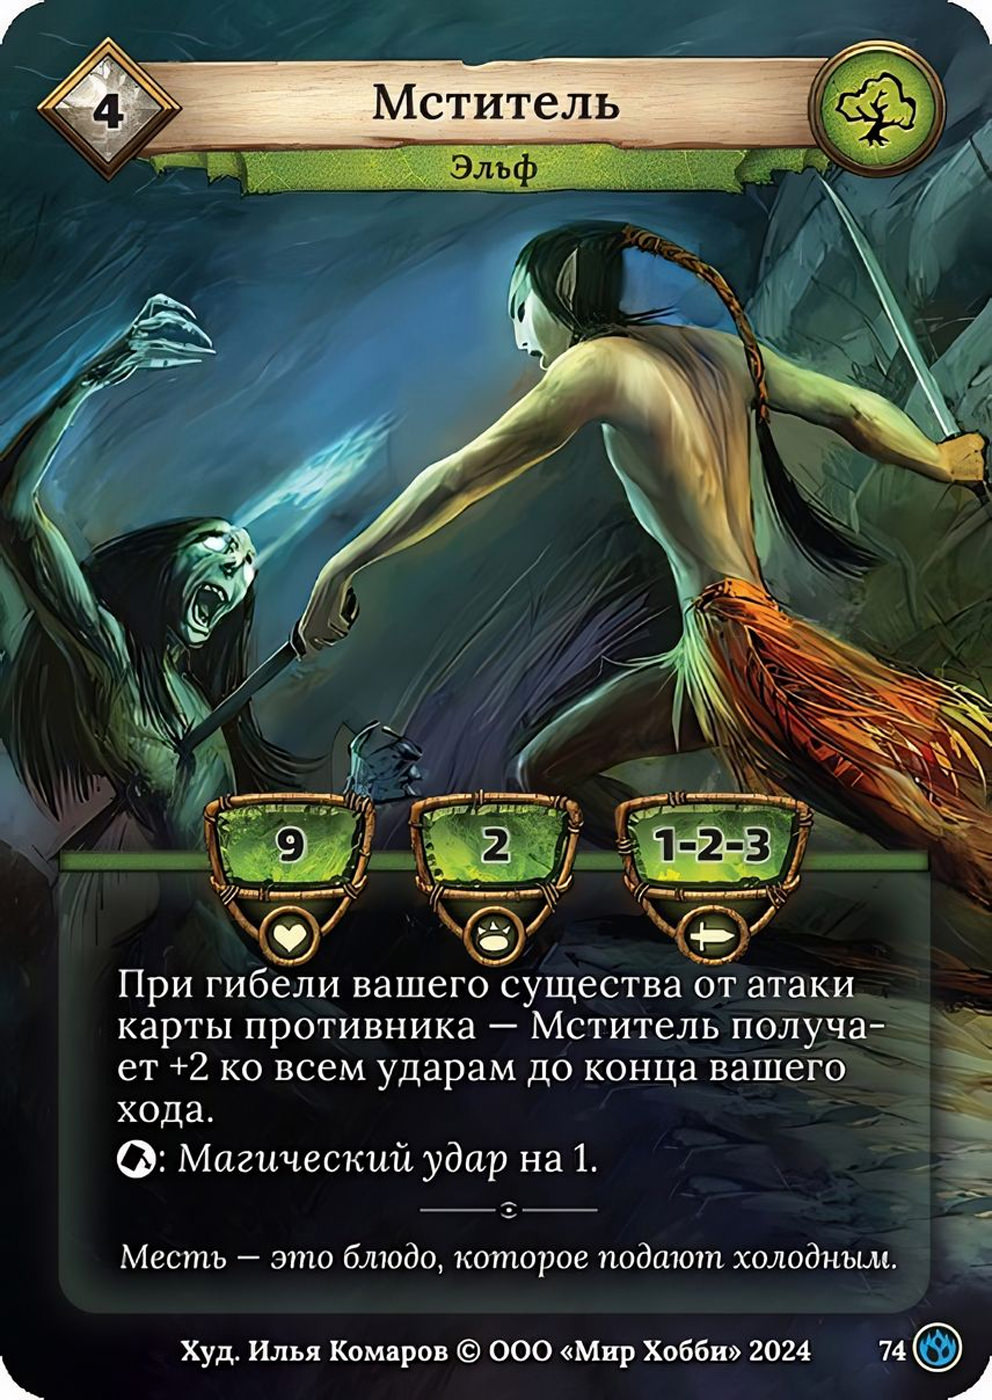 4
Мститель
Эльф
9
2
1-2-3
При гибели вашего существа от атаки
карты противника — Мститель получа-
ет +2 ко всем ударам до конца вашего
хода.
: Магический удар на 1.
Месть — это блюдо, которое подают холодным.
Худ. Илья Комаров © ООО «Мир Хобби» 2024
74